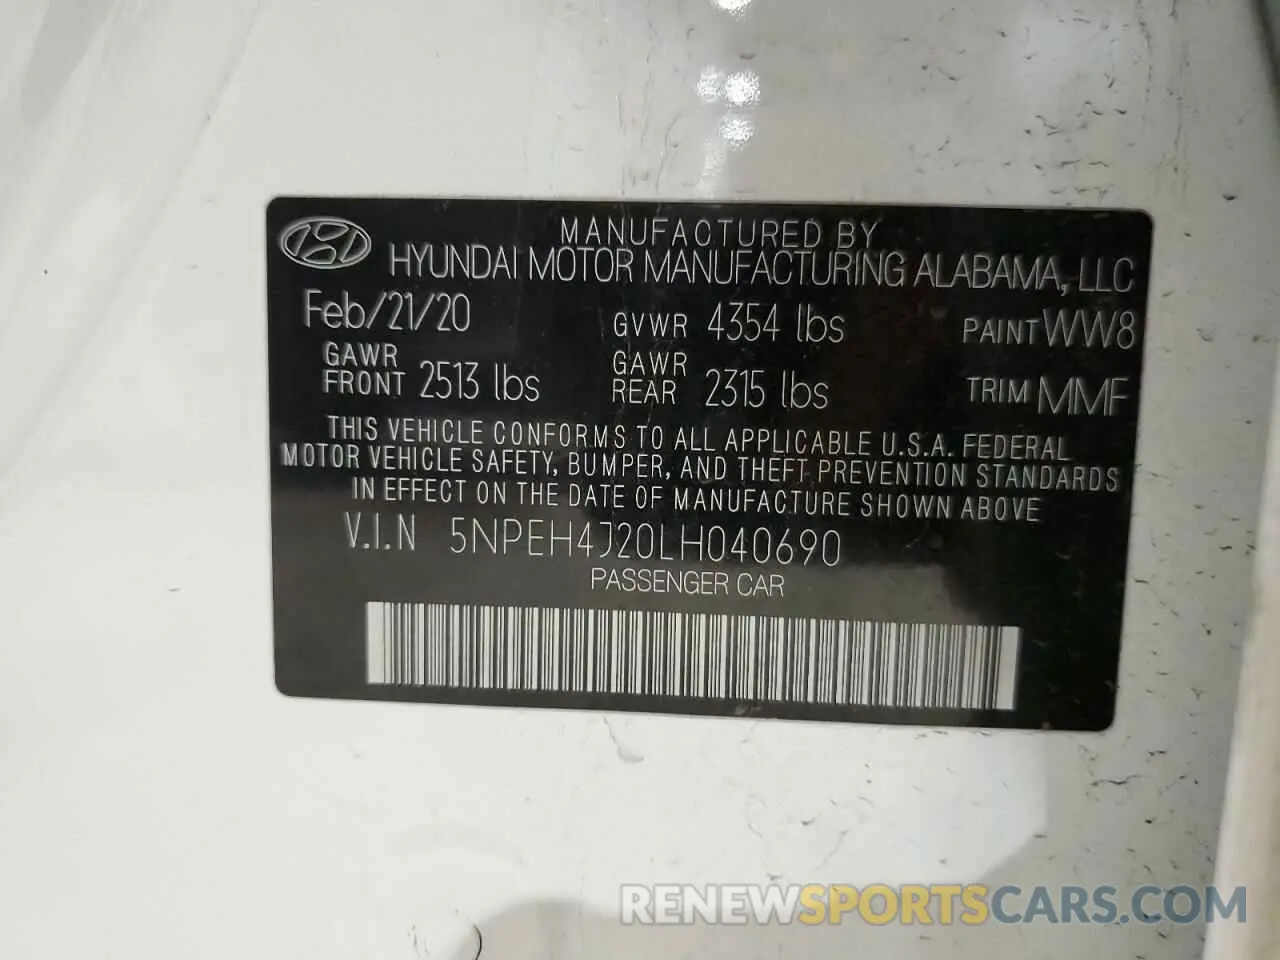 MANUFACTURED BY
HYUNDAI MOTOR MANUFACTURING ALABAMA, LLC
Feb/21/20 GVWR 4354 lbs PAINT WW8
GAWR FRONT 2513 lbs GAWR REAR 2315 lbs TRIM MMF
THIS VEHICLE CONFORMS TO ALL APPLICABLE U.S.A. FEDERAL
MOTOR VEHICLE SAFETY, BUMPER, AND THEFT PREVENTION STANDARDS
IN EFFECT ON THE DATE OF MANUFACTURE SHOWN ABOVE
V.I.N 5NPEH4J20LH040690
PASSENGER CAR
RENEWSPORTSCARS.COM